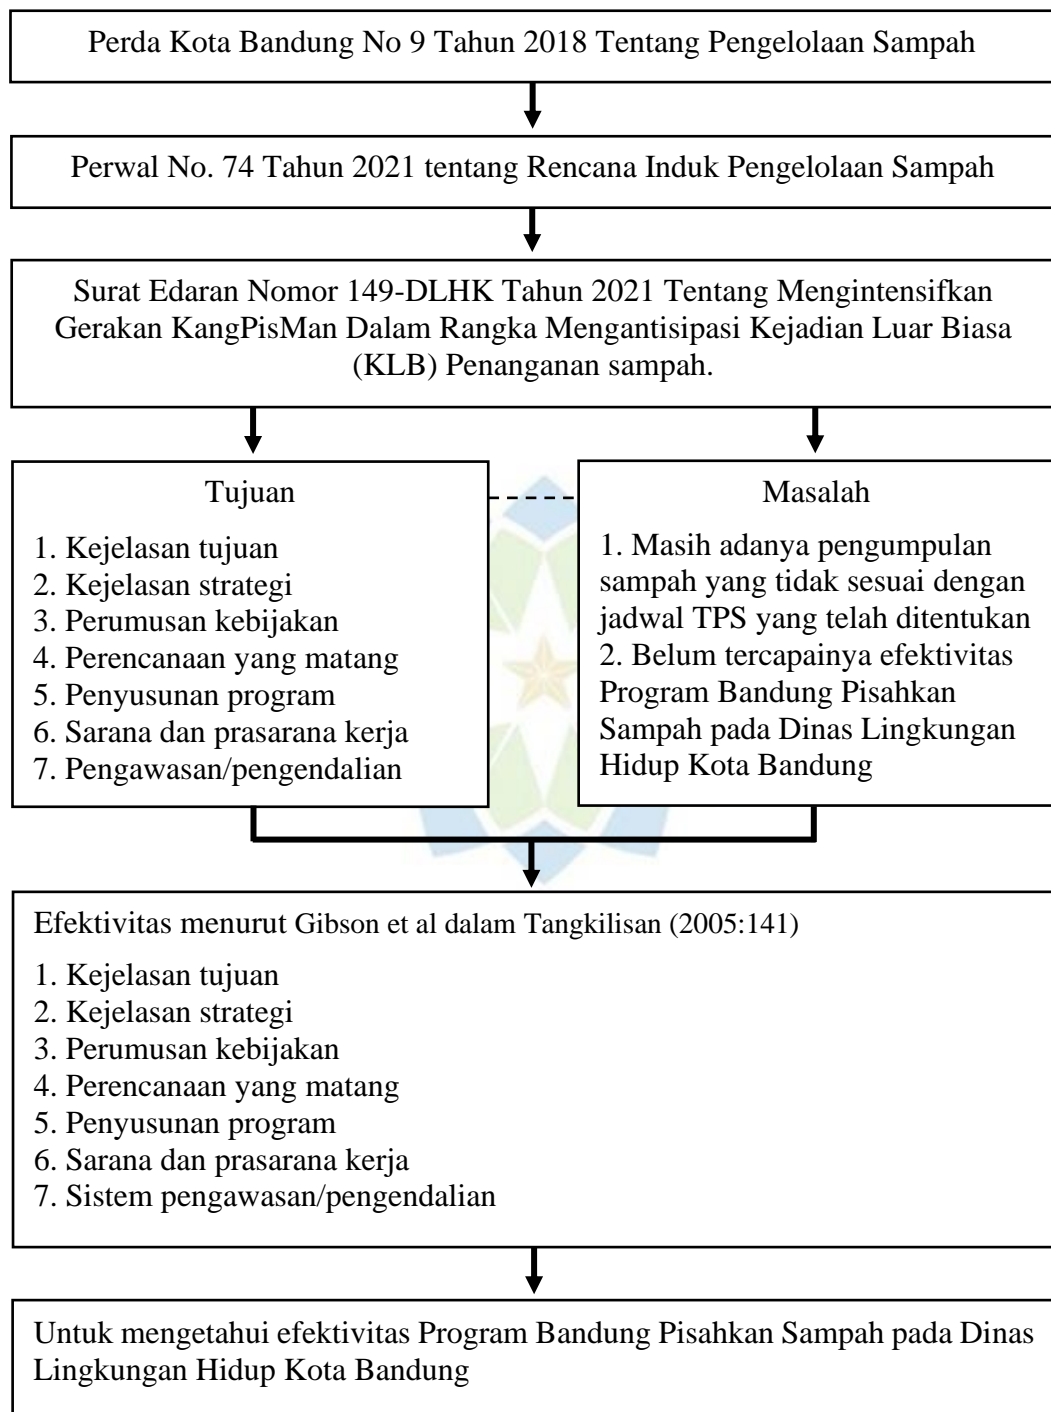 Perda Kota Bandung No 9 Tahun 2018 Tentang Pengelolaan Sampah
Perwal No. 74 Tahun 2021 tentang Rencana Induk Pengelolaan Sampah
Surat Edaran Nomor 149-DLHK Tahun 2021 Tentang Mengintensifkan
Gerakan KangPisMan Dalam Rangka Mengantisipasi Kejadian Luar Biasa
(KLB) Penanganan sampah.
Tujuan
1. Kejelasan tujuan
2. Kejelasan strategi
3. Perumusan kebijakan
4. Perencanaan yang matang
5. Penyusunan program
6. Sarana dan prasarana kerja
7. Pengawasan/pengendalian
Masalah
1. Masih adanya pengumpulan
sampah yang tidak sesuai dengan
jadwal TPS yang telah ditentukan
2. Belum tercapainya efektivitas
Program Bandung Pisahkan
Sampah pada Dinas Lingkungan
Hidup Kota Bandung
Efektivitas menurut Gibson et al dalam Tangkilisan (2005:141)
1. Kejelasan tujuan
2. Kejelasan strategi
3. Perumusan kebijakan
4. Perencanaan yang matang
5. Penyusunan program
6. Sarana dan prasarana kerja
7. Sistem pengawasan/pengendalian
Untuk mengetahui efektivitas Program Bandung Pisahkan Sampah pada Dinas
Lingkungan Hidup Kota Bandung